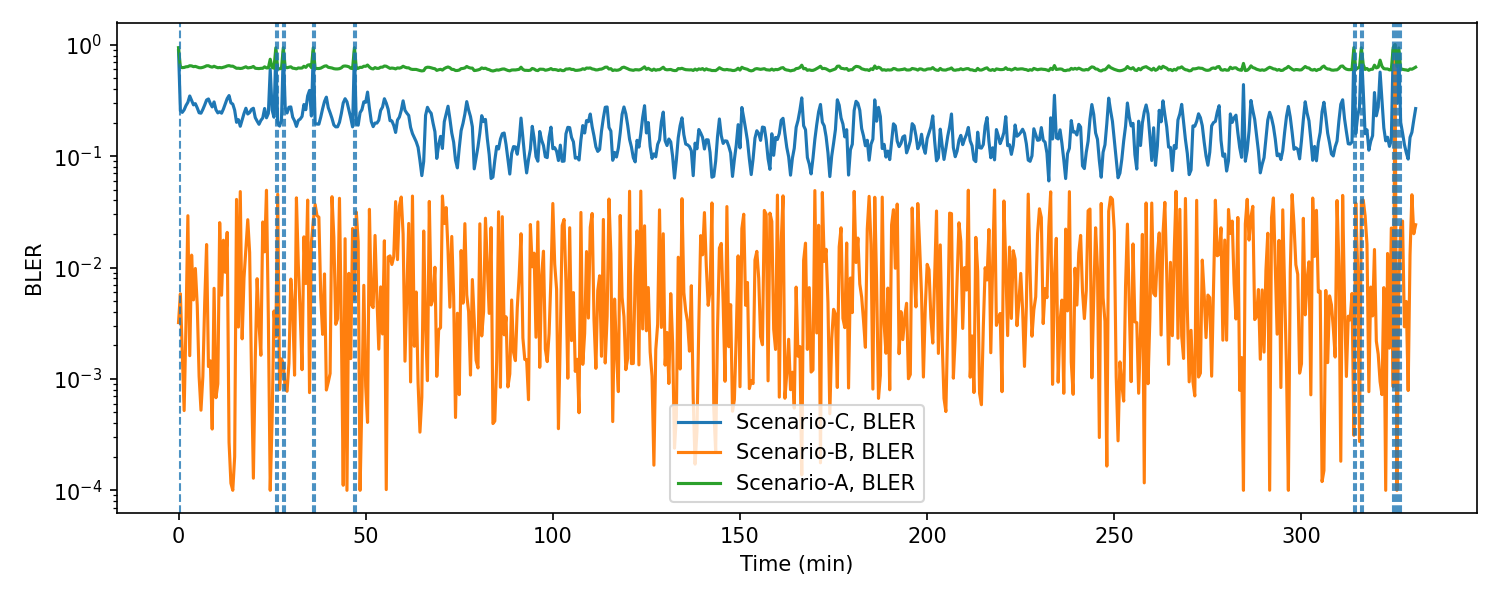 BLER
10⁰
10⁻¹
10⁻²
10⁻³
10⁻⁴
Scenario-C, BLER
Scenario-B, BLER
Scenario-A, BLER
0 50 100 150 200 250 300
Time (min)